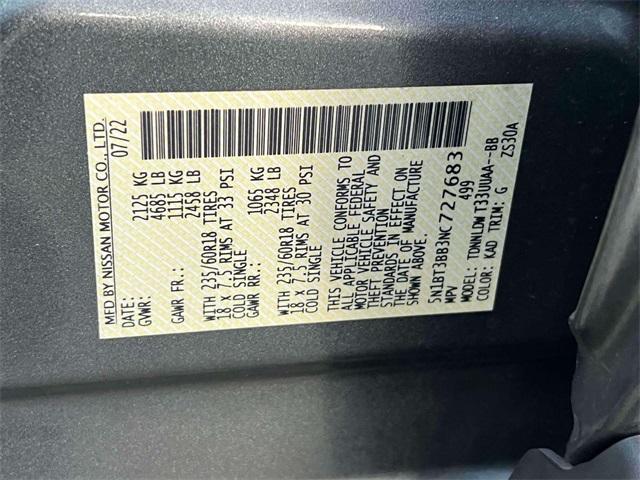 MFD BY NISSAN MOTOR CO., LTD.
DATE: 07/22
GVWR: 2125 KG
4685 LB
GAWR FR.: 1115 KG
2458 LB
WITH 235/60R18 TIRES
18 X 7.5 RIMS AT 33 PSI
COLD SINGLE
GAWR RR.: 1065 KG
2348 LB
WITH 235/60R18 TIRES
18 X 7.5 RIMS AT 30 PSI
COLD SINGLE
THIS VEHICLE CONFORMS TO
ALL APPLICABLE FEDERAL
MOTOR VEHICLE SAFETY AND
THEFT PREVENTION
STANDARDS IN EFFECT ON
THE DATE OF MANUFACTURE
SHOWN ABOVE.
5N1BT3BB3NC727683
MPV 499
MODEL: TDNNLDW T33UUAA--BB
COLOR: KAD TRIM: G ZS30A